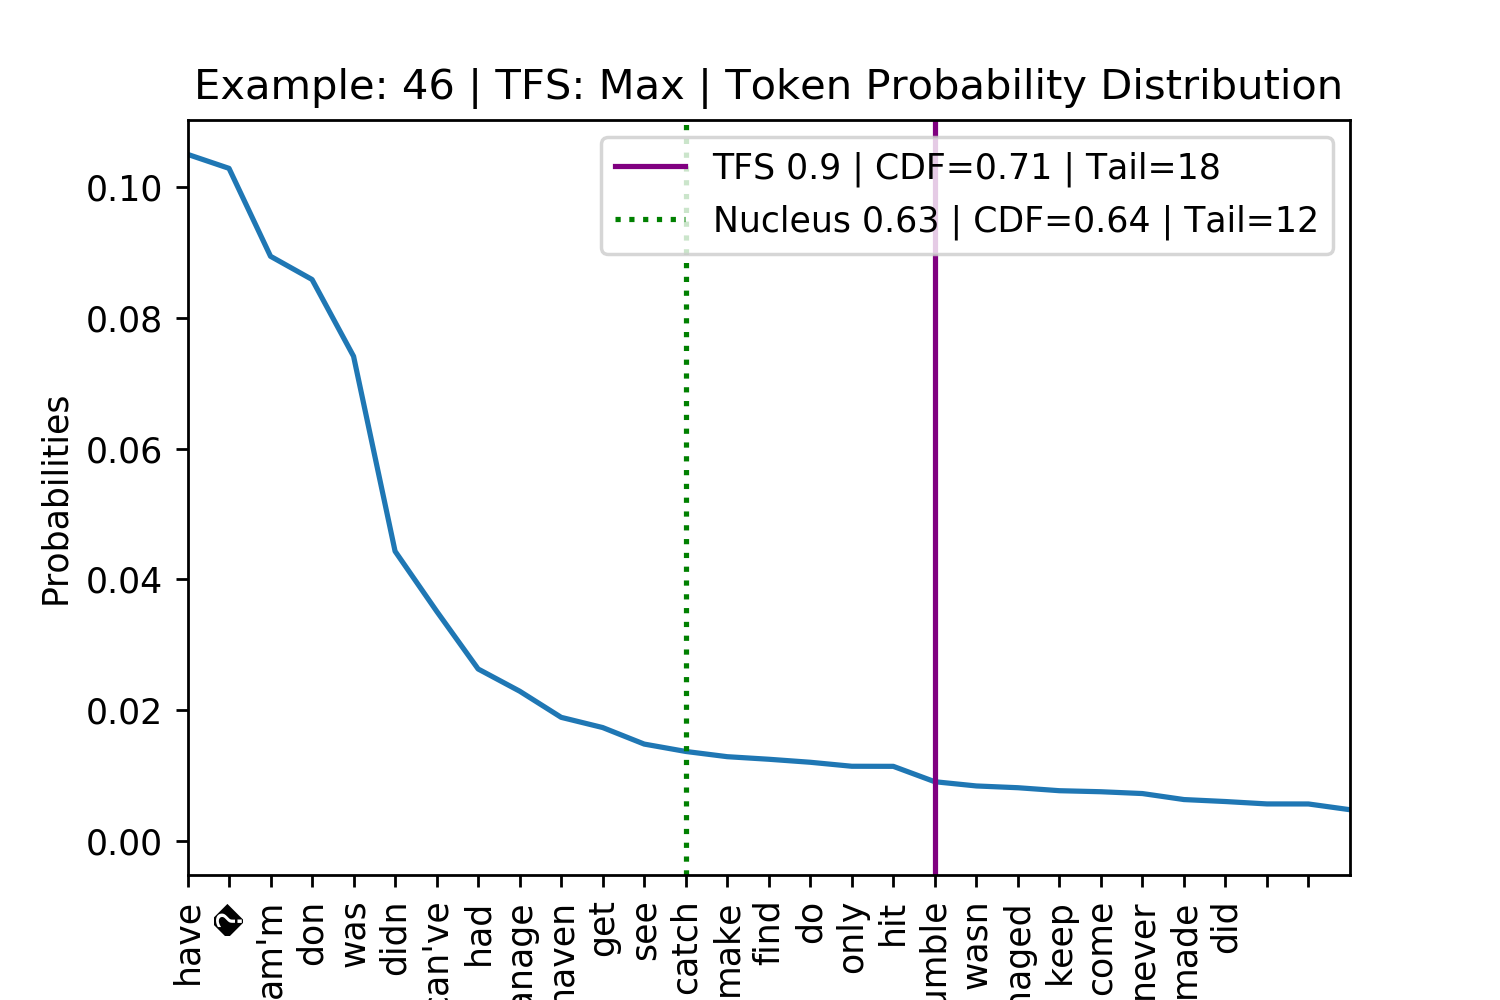 Example: 46 | TFS: Max | Token Probability Distribution
TFS 0.9 | CDF=0.71 | Tail=18
Nucleus 0.63 | CDF=0.64 | Tail=12
Probabilities
0.10
0.08
0.06
0.04
0.02
0.00
have
�
am'm
don
was
didn
can've
had
anage
haven
get
see
catch
make
find
do
only
hit
umble
wasn
naged
keep
come
never
made
did